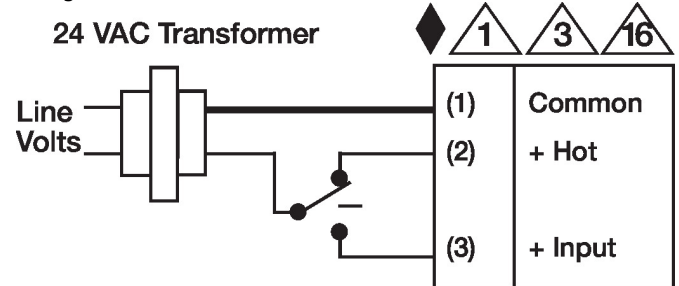 24 VAC Transformer
1 3 16
Line
Volts
(1) Common
(2) + Hot
(3) + Input